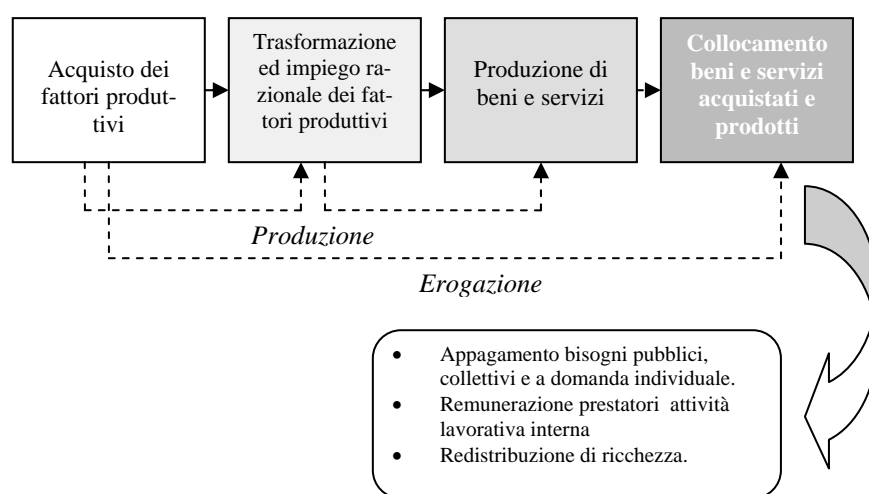 Acquisto dei
fattori produt-
tivi
Trasformazione
ed impiego ra-
zionale dei fat-
tori produttivi
Produzione di
beni e servizi
Collocamento
beni e servizi
acquistati e
prodotti
Produzione
Erogazione
• Appagamento bisogni pubblici,
collettivi e a domanda individuale.
• Remunerazione prestatori attività
lavorativa interna
• Redistribuzione di ricchezza.